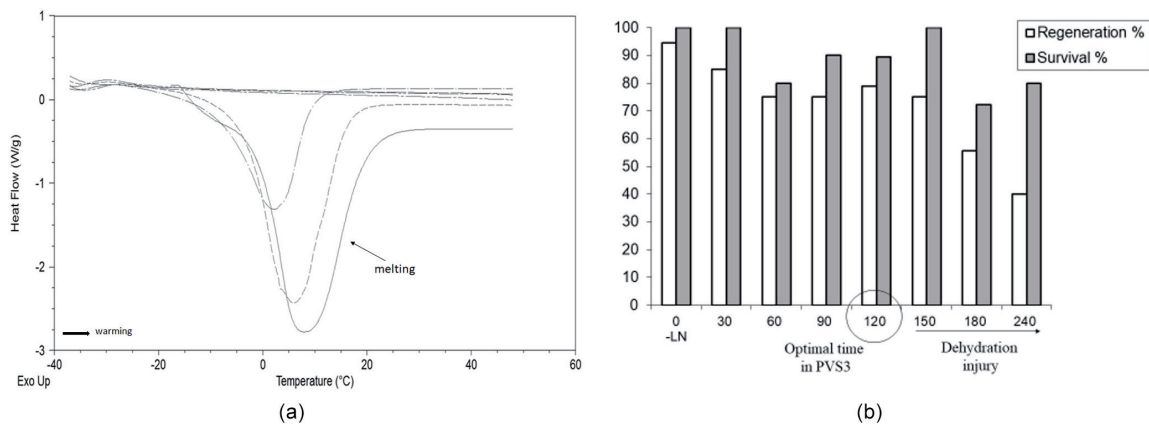 1
0
-1
-2
-3
Heat Flow (W/g)
melting
warming
-40 -20 0 20 40 60
Exo Up
Temperature (°C)
(a)
100
90
80
70
60
50
40
30
20
10
0
Regeneration %
Survival %
0 30 60 90 120 150 180 240
-LN
Optimal time
in PVS3
Dehydration
injury
(b)